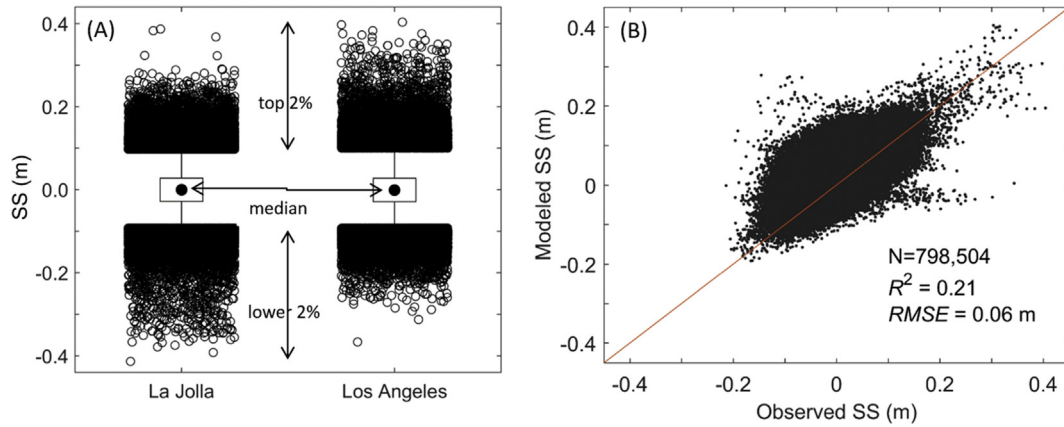 (A)
SS (m)
0.4
0.2
0.0
-0.2
-0.4
top 2%
median
lower 2%
La Jolla
Los Angeles
(B)
Modeled SS (m)
0.4
0.2
0
-0.2
-0.4
N=798,504
R² = 0.21
RMSE = 0.06 m
-0.4
-0.2
0
0.2
0.4
Observed SS (m)